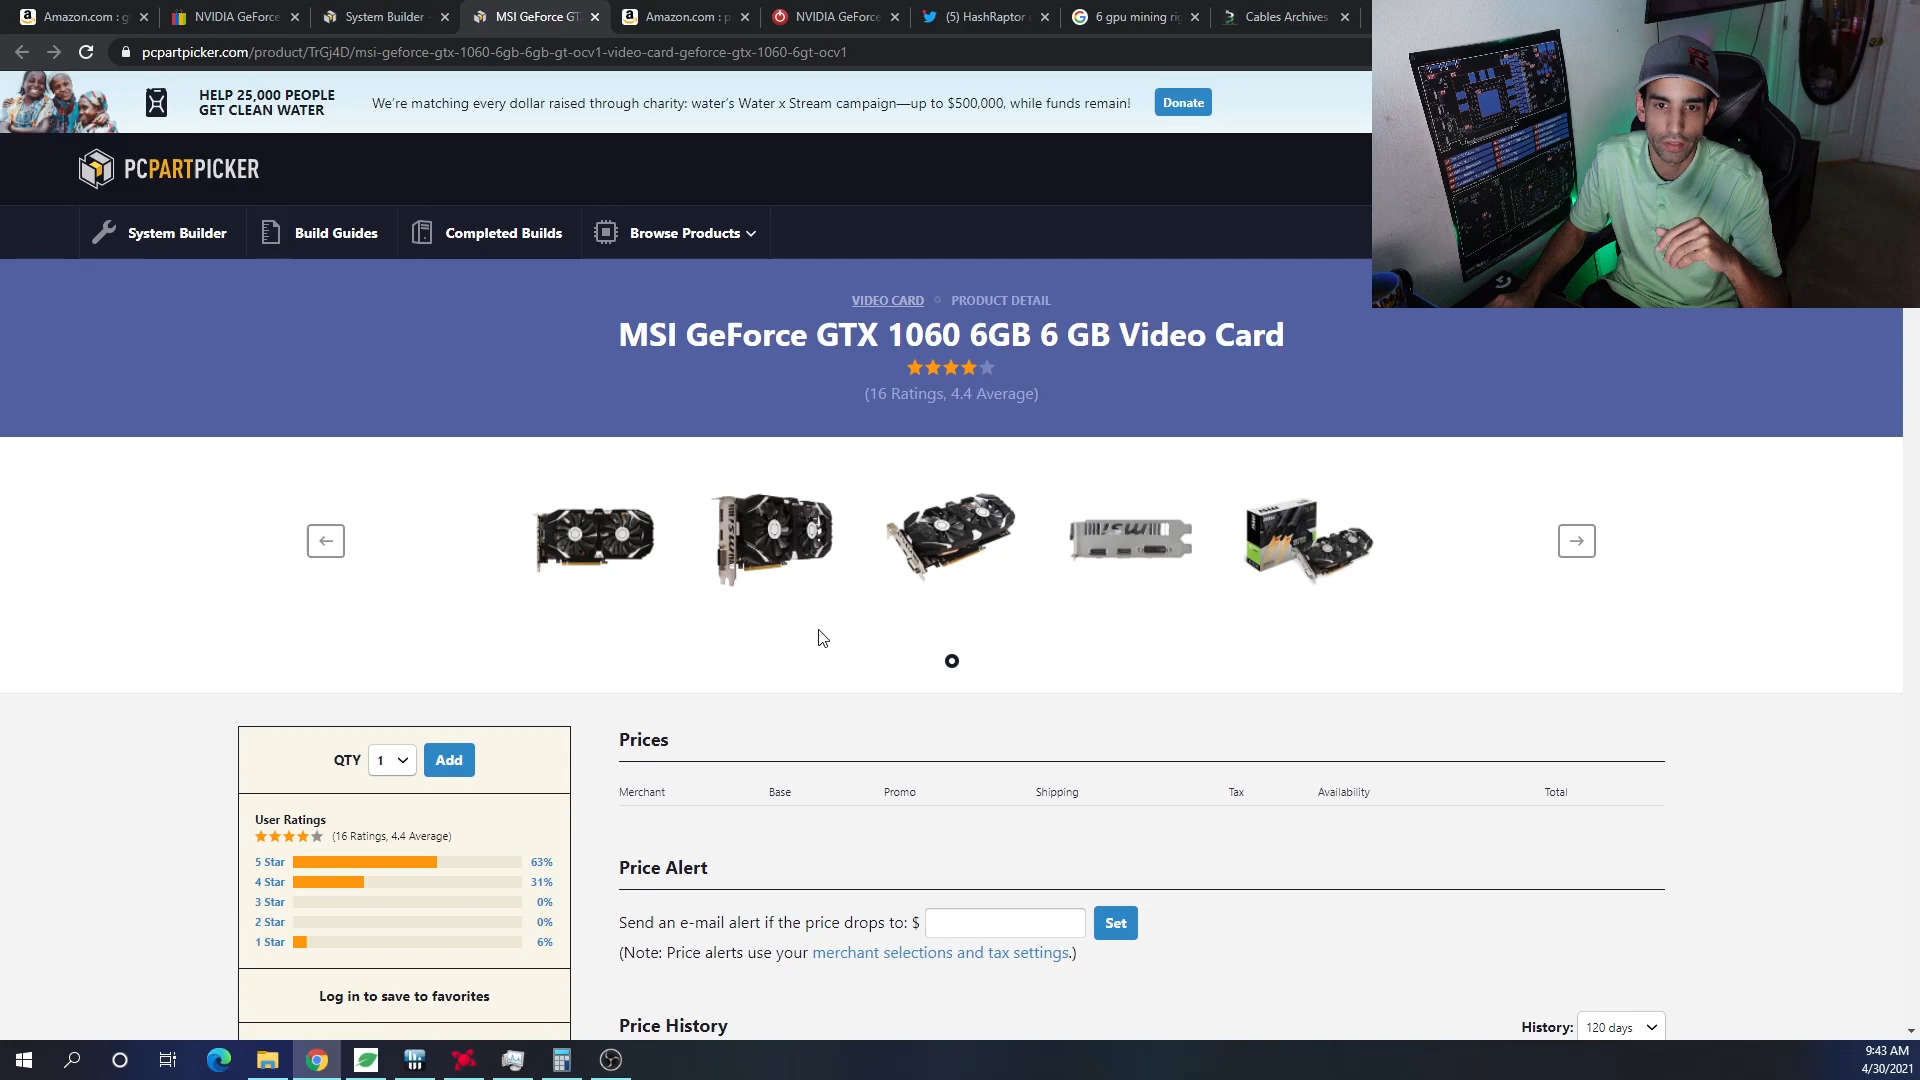 Amazon.com : g
NVIDIA GeForce
System Builder -
MSI GeForce GT
Amazon.com : p
NVIDIA GeForce
(5) HashRaptor
6 gpu mining rig
Cables Archives
pcpartpicker.com/product/TrGj4D/msi-geforce-gtx-1060-6gb-6gb-gt-ocv1-video-card-geforce-gtx-1060-6gt-ocv1
HELP 25,000 PEOPLE
GET CLEAN WATER
We're matching every dollar raised through charity: water's Water x Stream campaign—up to $500,000, while funds remain!
Donate
PCPARTPICKER
System Builder
Build Guides
Completed Builds
Browse Products
VIDEO CARD
PRODUCT DETAIL
MSI GeForce GTX 1060 6GB 6 GB Video Card
(16 Ratings, 4.4 Average)
QTY 1 Add
User Ratings
(16 Ratings, 4.4 Average)
5 Star 63%
4 Star 31%
3 Star 0%
2 Star 0%
1 Star 6%
Log in to save to favorites
Prices
Merchant Base Promo Shipping Tax Availability Total
Price Alert
Send an e-mail alert if the price drops to: $ Set
(Note: Price alerts use your merchant selections and tax settings.)
Price History
History: 120 days
9:43 AM
4/30/2021